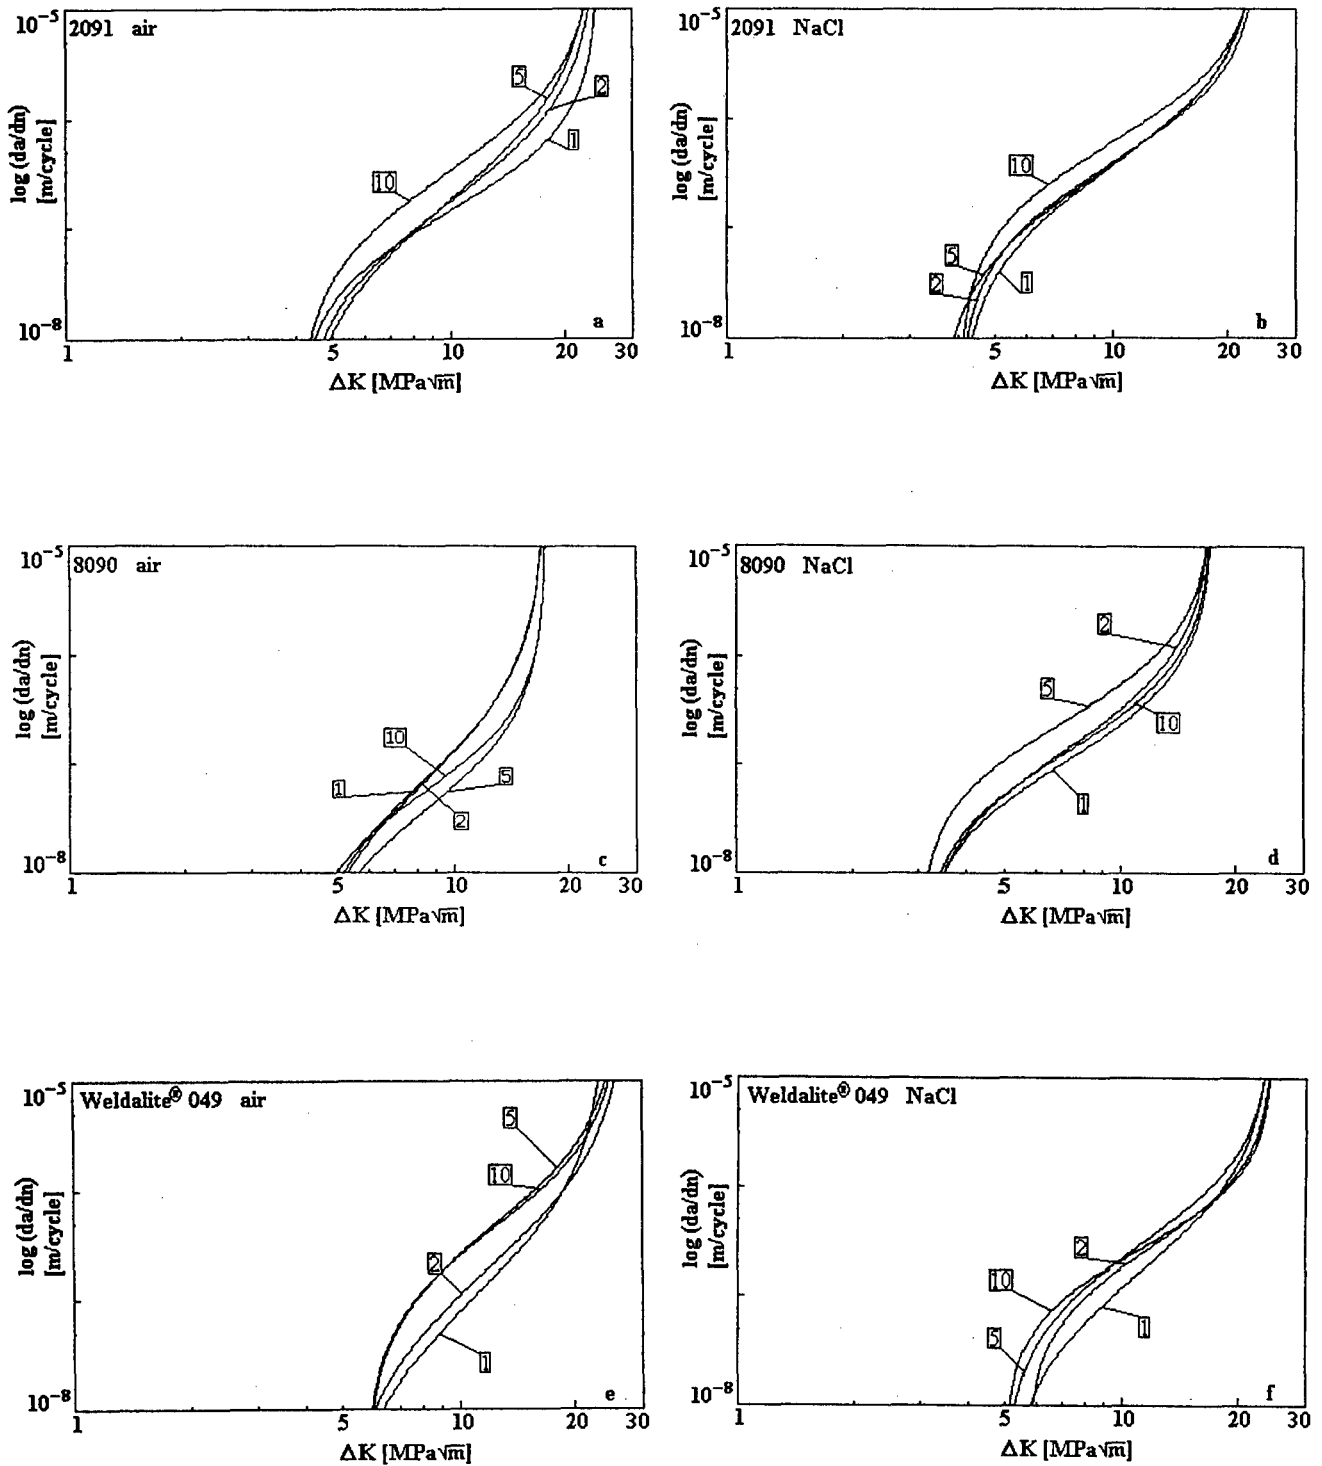 10⁻⁵
2091 air
log (da/dn)
[m/cycle]
5
2
1
10
10⁻⁸
a
1 5 10 20 30
ΔK [MPa√m]
10⁻⁵
2091 NaCl
log (da/dn)
[m/cycle]
10
5
2
1
10⁻⁸
b
1 5 10 20 30
ΔK [MPa√m]
10⁻⁵
8090 air
log (da/dn)
[m/cycle]
10
1
5
2
10⁻⁸
c
1 5 10 20 30
ΔK [MPa√m]
10⁻⁵
8090 NaCl
log (da/dn)
[m/cycle]
2
5
10
1
10⁻⁸
d
1 5 10 20 30
ΔK [MPa√m]
10⁻⁵
Weldalite® 049 air
log (da/dn)
[m/cycle]
5
10
2
1
10⁻⁸
e
1 5 10 20 30
ΔK [MPa√m]
10⁻⁵
Weldalite® 049 NaCl
log (da/dn)
[m/cycle]
2
10
5
1
10⁻⁸
f
1 5 10 20 30
ΔK [MPa√m]